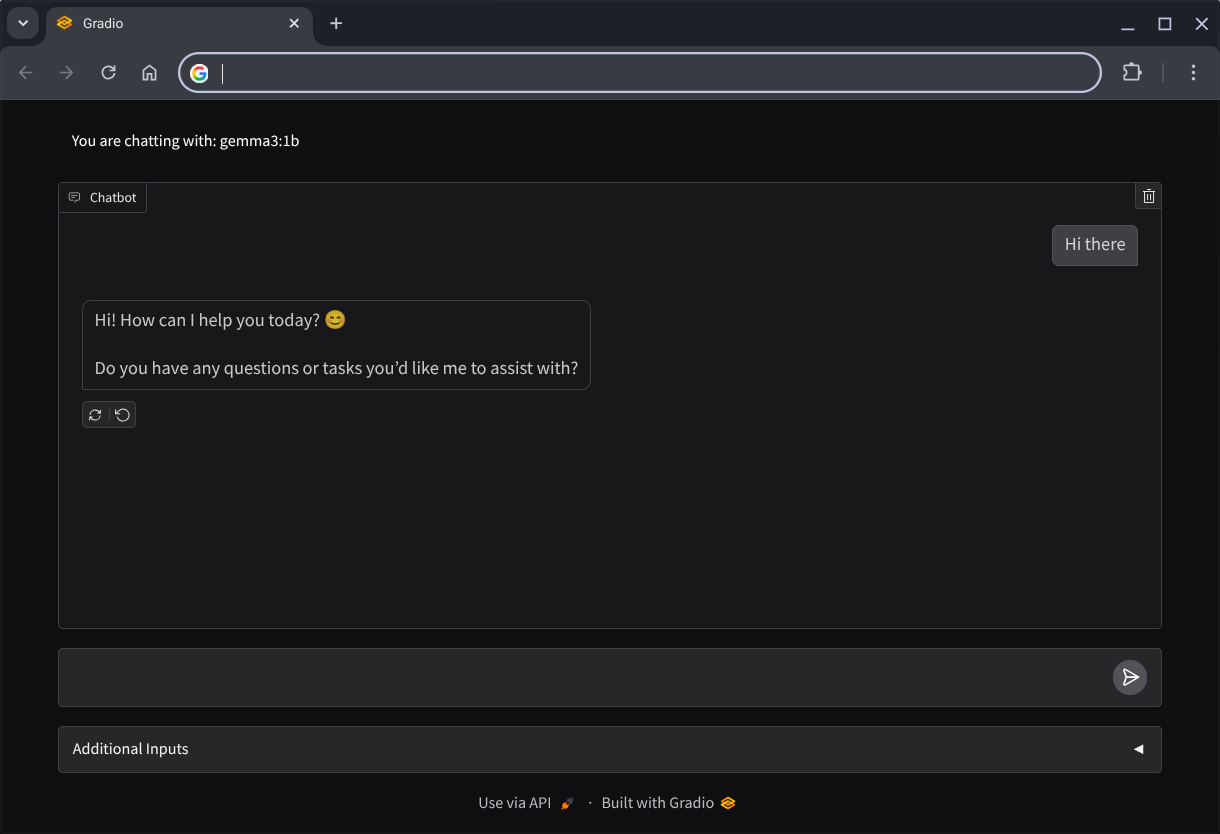 Gradio
You are chatting with: gemma3:1b
Chatbot
Hi there
Hi! How can I help you today? 😊
Do you have any questions or tasks you’d like me to assist with?
Additional Inputs
Use via API 🚀 · Built with Gradio